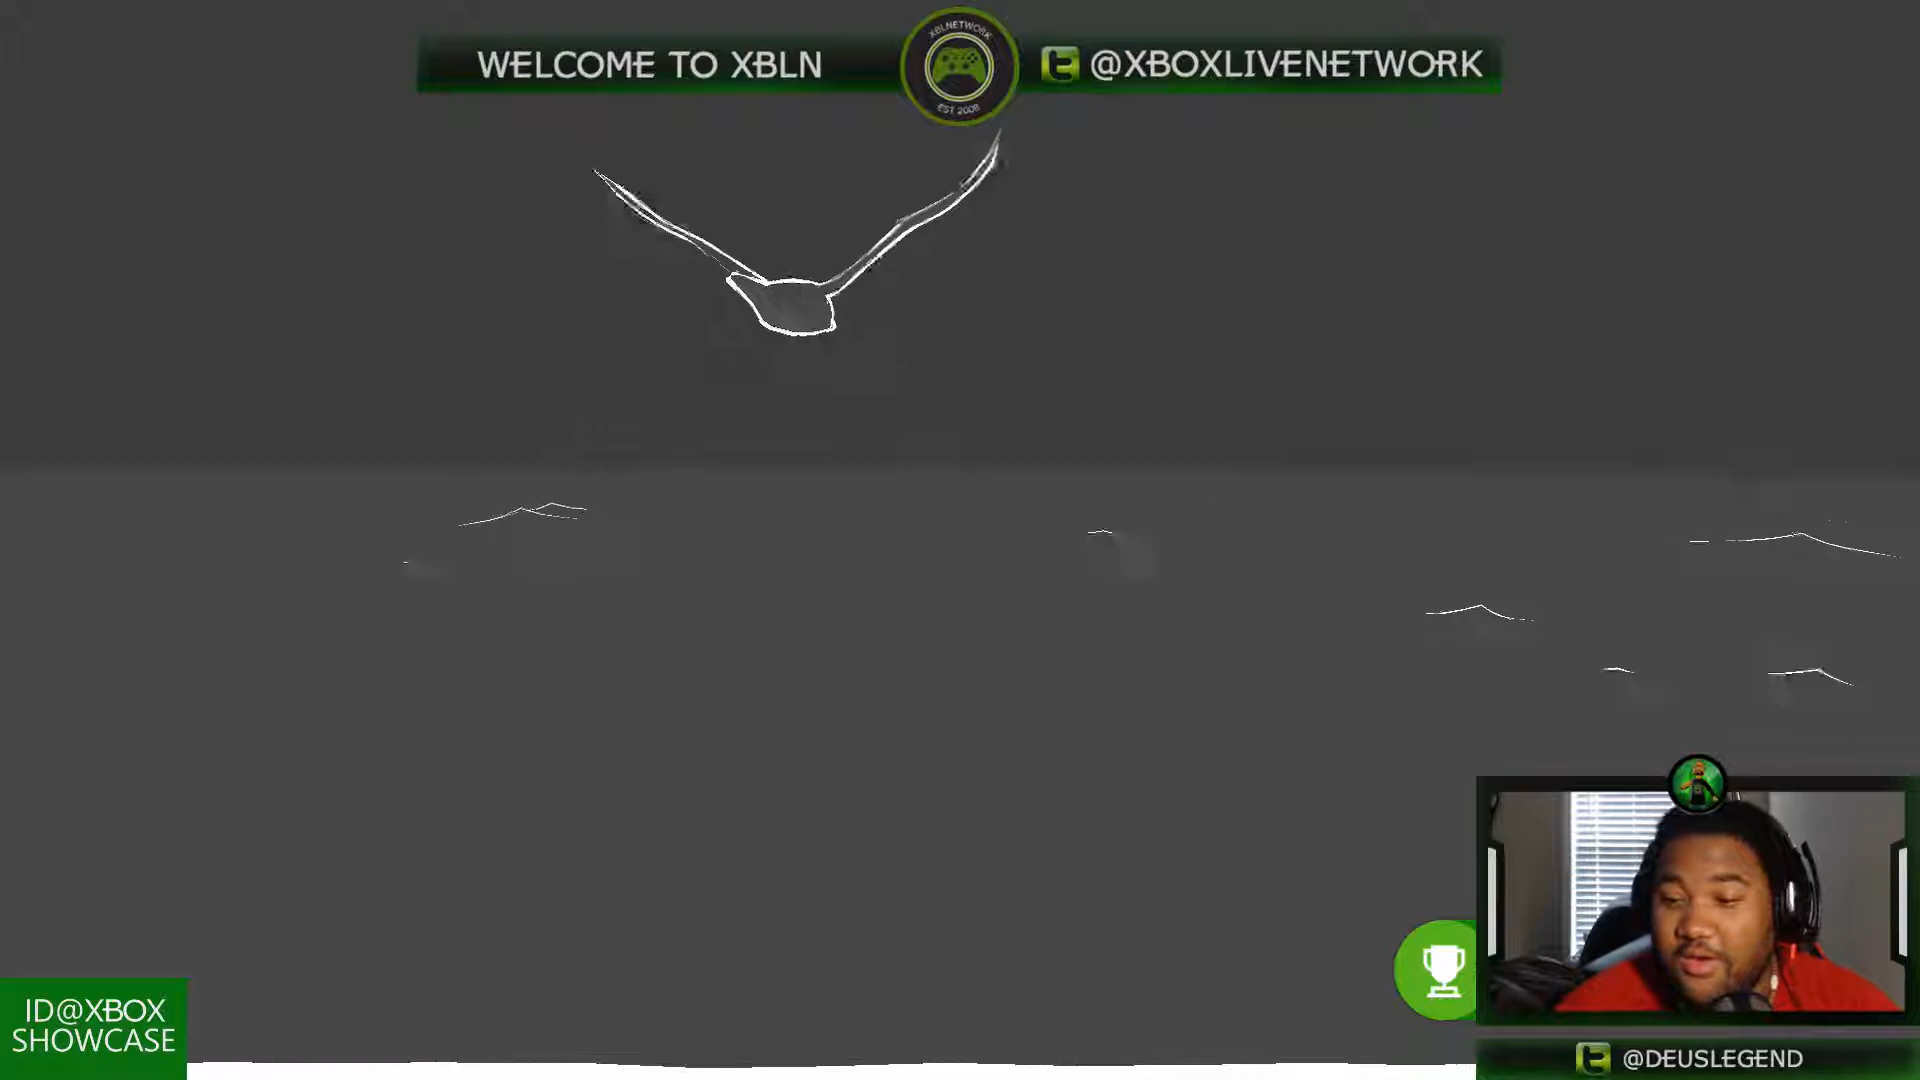 WELCOME TO XBLN
XBLNETWORK
EST 2008
@XBOXLIVENETWORK
ID@XBOX
SHOWCASE
@DEUSLEGEND